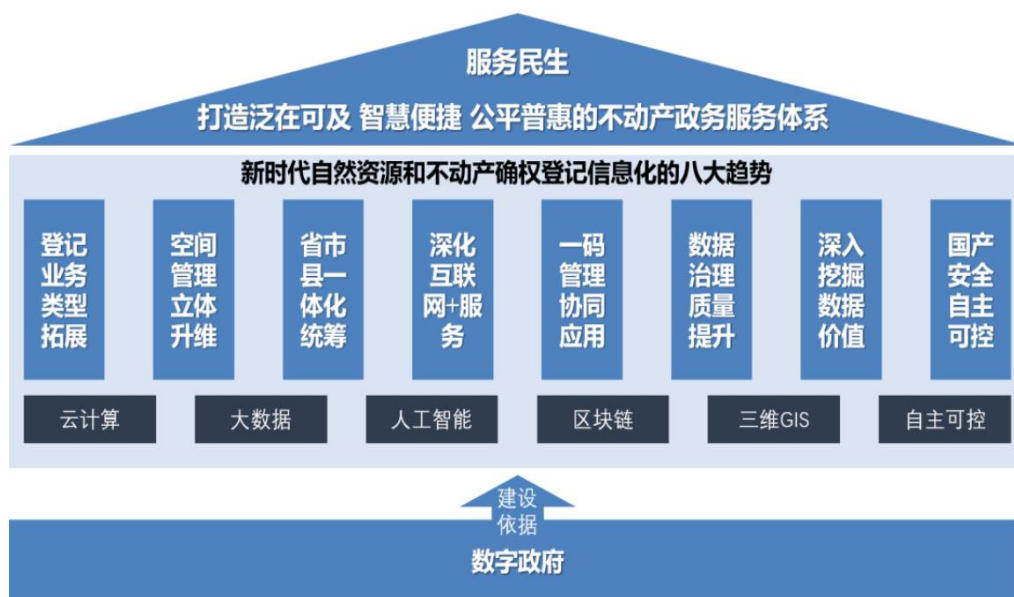 服务民生
打造泛在可及 智慧便捷 公平普惠的不动产政务服务体系
新时代自然资源和不动产确权登记信息化的八大趋势
登记
业务
类型
拓展
空间
管理
立体
升维
省市
县一
体化
统筹
深化
互联
网+服
务
一码
管理
协同
应用
数据
治理
质量
提升
深入
挖掘
数据
价值
国产
安全
自主
可控
云计算
大数据
人工智能
区块链
三维GIS
自主可控
建设
依据
数字政府